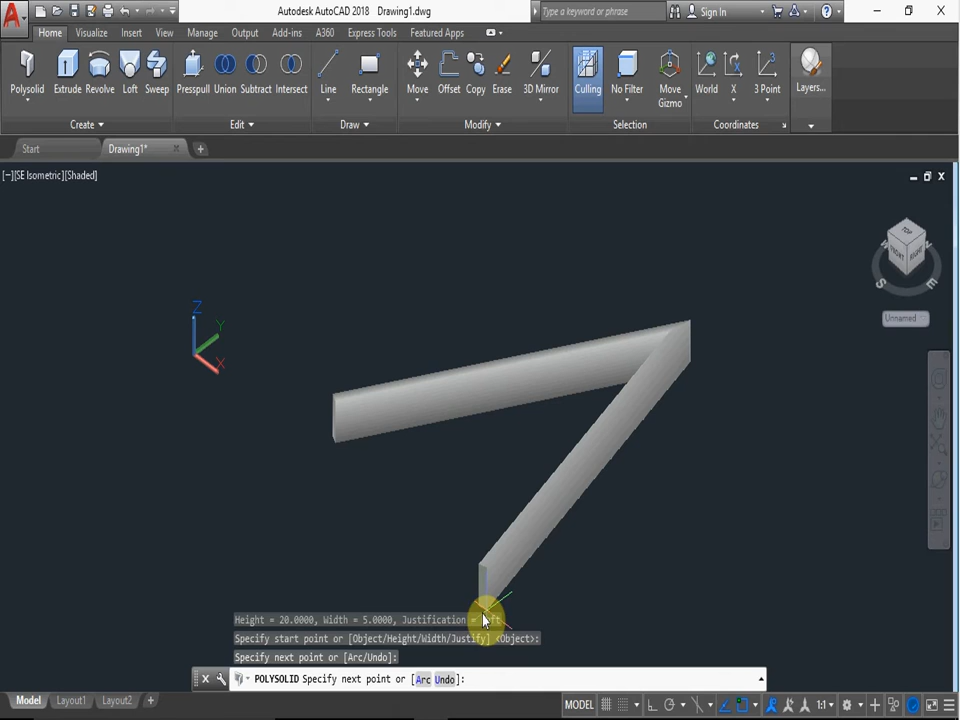 Autodesk AutoCAD 2018 Drawing1.dwg
Type a keyword or phrase
Sign In
Home Visualize Insert View Manage Output Add-ins A360 Express Tools Featured Apps
Polysolid Extrude Revolve Loft Sweep Presspull Union Subtract Intersect Line Rectangle Move Offset Copy Erase 3D Mirror Culling No Filter Move Gizmo World X 3 Point Layers...
Create Edit Draw Modify Selection Coordinates
Start Drawing1*
[−][SE Isometric][Shaded]
TOP
W
FRONT RIGHT
S E
Unnamed
Z
Y
X
Height = 20.0000, Width = 5.0000, Justification =
Specify start point or [Object/Height/Width/Justify] <Object>:
Specify next point or [Arc/Undo]:
POLYSOLID Specify next point or [Arc Undo]:
Model Layout1 Layout2 +
MODEL 1:1